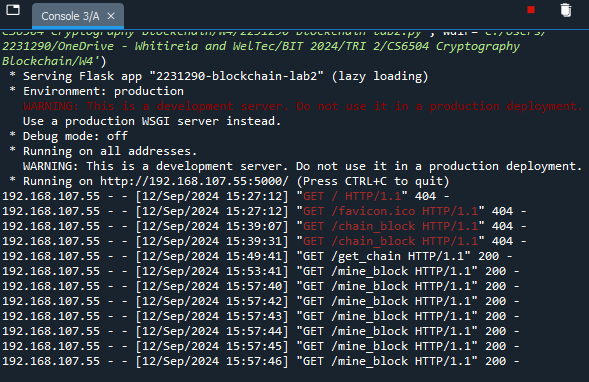 Console 3/A
CS6504 Cryptography Blockchain/W4/2231290-blockchain-lab2.py', wdir='C:/Users/
2231290/OneDrive - Whitireia and WelTec/BIT 2024/TRI 2/CS6504 Cryptography
Blockchain/W4')
* Serving Flask app "2231290-blockchain-lab2" (lazy loading)
* Environment: production
WARNING: This is a development server. Do not use it in a production deployment.
Use a production WSGI server instead.
* Debug mode: off
* Running on all addresses.
WARNING: This is a development server. Do not use it in a production deployment.
* Running on http://192.168.107.55:5000/ (Press CTRL+C to quit)
192.168.107.55 - - [12/Sep/2024 15:27:12] "GET / HTTP/1.1" 404 -
192.168.107.55 - - [12/Sep/2024 15:27:12] "GET /favicon.ico HTTP/1.1" 404 -
192.168.107.55 - - [12/Sep/2024 15:39:07] "GET /chain_block HTTP/1.1" 404 -
192.168.107.55 - - [12/Sep/2024 15:39:31] "GET /chain_block HTTP/1.1" 404 -
192.168.107.55 - - [12/Sep/2024 15:49:41] "GET /get_chain HTTP/1.1" 200 -
192.168.107.55 - - [12/Sep/2024 15:53:41] "GET /mine_block HTTP/1.1" 200 -
192.168.107.55 - - [12/Sep/2024 15:57:40] "GET /mine_block HTTP/1.1" 200 -
192.168.107.55 - - [12/Sep/2024 15:57:42] "GET /mine_block HTTP/1.1" 200 -
192.168.107.55 - - [12/Sep/2024 15:57:43] "GET /mine_block HTTP/1.1" 200 -
192.168.107.55 - - [12/Sep/2024 15:57:44] "GET /mine_block HTTP/1.1" 200 -
192.168.107.55 - - [12/Sep/2024 15:57:45] "GET /mine_block HTTP/1.1" 200 -
192.168.107.55 - - [12/Sep/2024 15:57:46] "GET /mine_block HTTP/1.1" 200 -